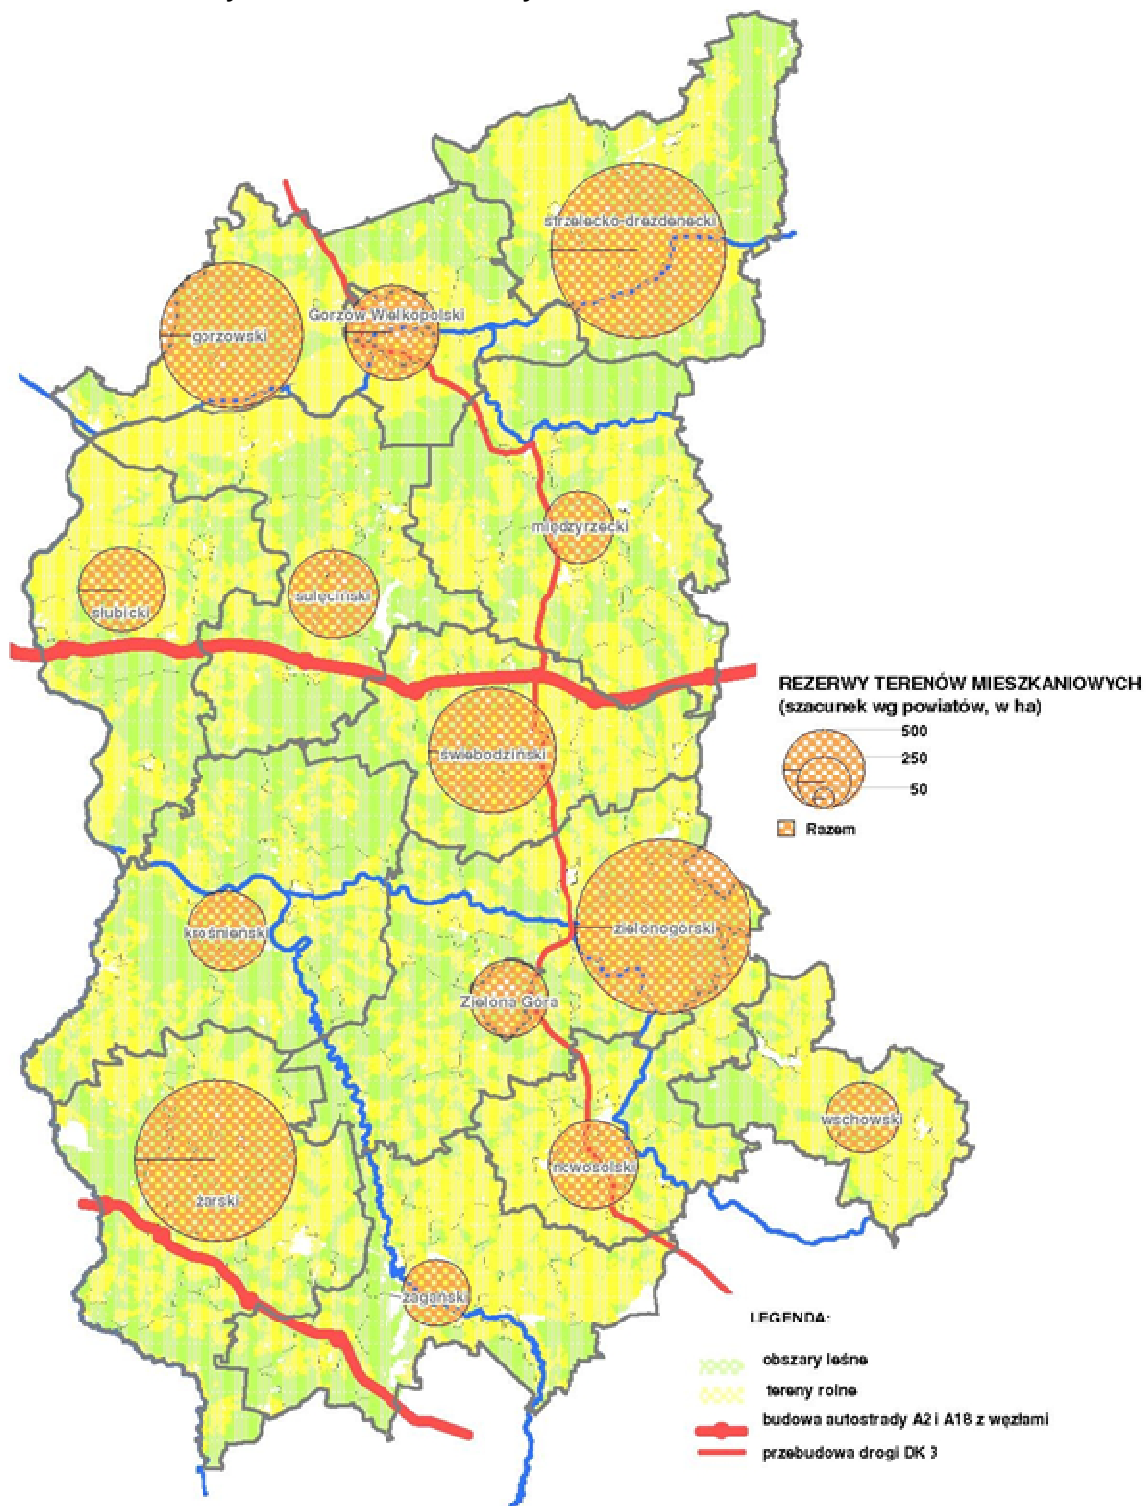 strzelecko-drezdenecki
Gorzów Wielkopolski
gorzowski
międzyrzecki
słubicki
sulęciński
REZERWY TERENÓW MIESZKANIOWYCH
(szacunek wg powiatów, w ha)
500
250
50
Razem
świebodziński
krośnieński
zielonogórski
Zielona Góra
wschowski
nowosolski
żarski
żagański
LEGENDA:
obszary leśne
tereny rolne
budowa autostrady A2 i A18 z węzłami
przebudowa drogi DK 3